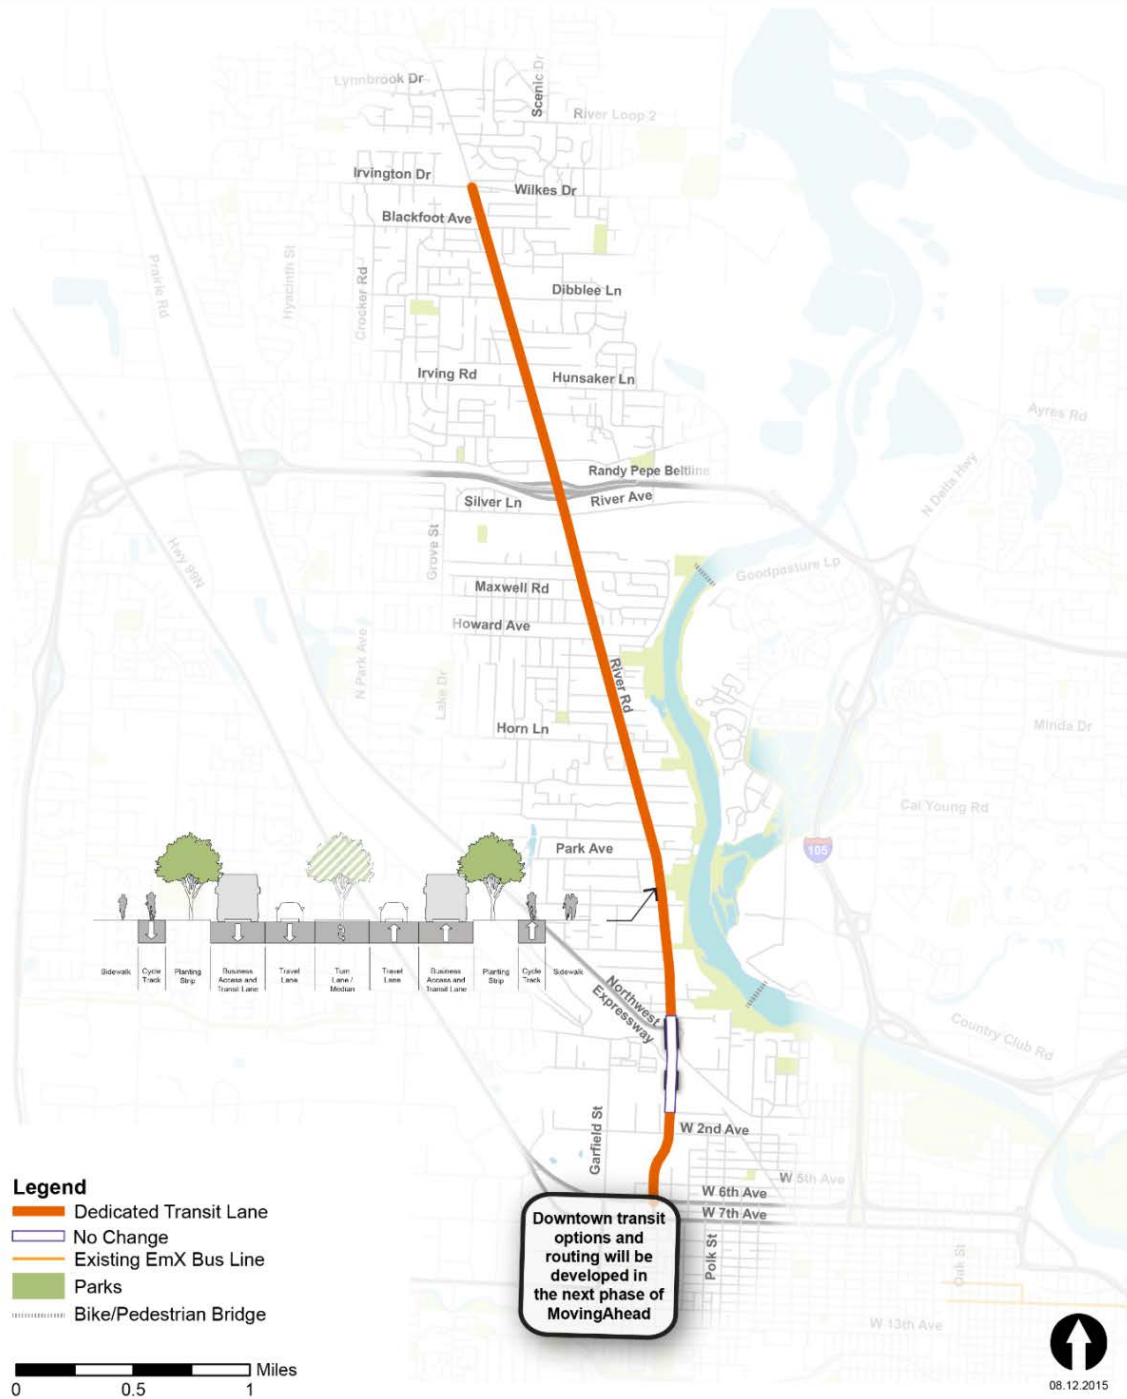 Lynnbrook Dr
Scenic Dr
River Loop 2
Irvington Dr
Wilkes Dr
Blackfoot Ave
Prairie Rd
Hyacinth St
Crocker Rd
Dibblee Ln
Irving Rd
Hunsaker Ln
Ayres Rd
Randy Pepe Beltline
River Ave
Silver Ln
N Delta Hwy
Grove St
Hwy 99N
Goodpasture Lp
Maxwell Rd
Howard Ave
N Park Ave
Lake Dr
River Rd
Horn Ln
Minda Dr
Cal Young Rd
Park Ave
105
Sidewalk
Cycle
Track
Planting
Strip
Business
Access and
Transit Lane
Travel
Lane
Turn
Lane /
Median
Travel
Lane
Business
Access and
Transit Lane
Planting
Strip
Cycle
Track
Sidewalk
Northwest
Expressway
Country Club Rd
Garfield St
W 2nd Ave
W 5th Ave
W 6th Ave
W 7th Ave
Polk St
Oak St
W 13th Ave
Downtown transit
options and
routing will be
developed in
the next phase of
MovingAhead
Legend
Dedicated Transit Lane
No Change
Existing EmX Bus Line
Parks
Bike/Pedestrian Bridge
Miles
0 0.5 1
08.12.2015